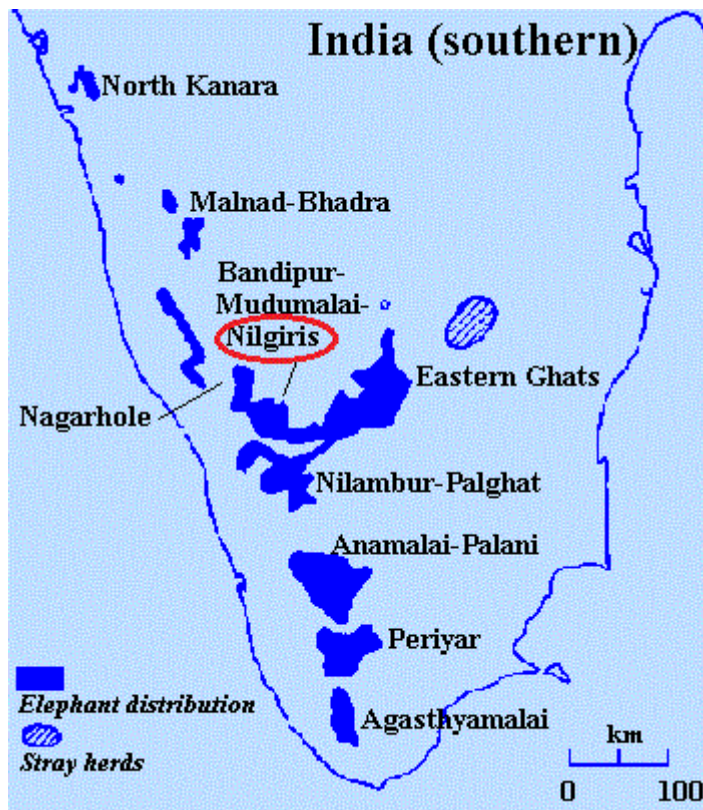 India (southern)
North Kanara
Malnad-Bhadra
Bandipur-
Mudumalai-
Nilgiris
Eastern Ghats
Nagarhole
Nilambur-Palghat
Anamalai-Palani
Periyar
Agasthyamalai
Elephant distribution
Stray herds
km
0 100